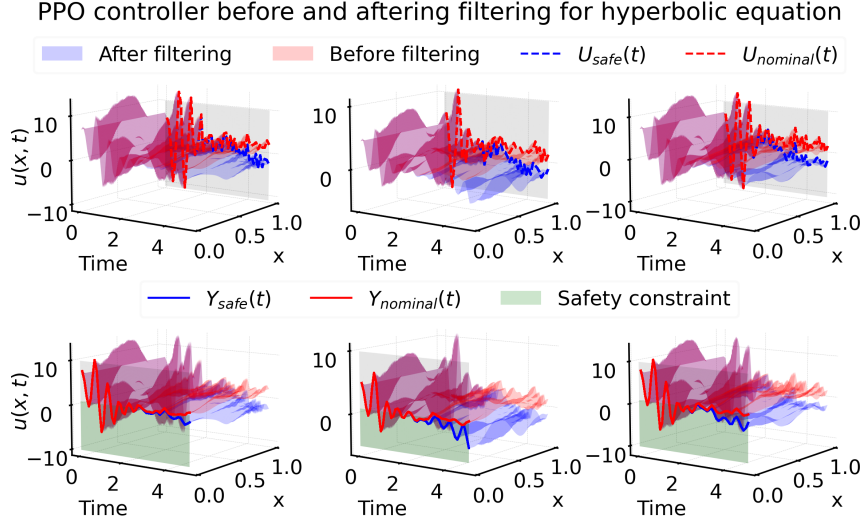 PPO controller before and aftering filtering for hyperbolic equation
After filtering Before filtering U_safe(t) U_nominal(t)
10
0
−10
u(x, t)
0 2 4
Time
0.0 0.5 1.0
x
10
0
0 2 4
Time
0.0 0.5 1.0
x
10
0
−10
0 2 4
Time
0.0 0.5 1.0
x
Y_safe(t) Y_nominal(t) Safety constraint
10
0
−10
u(x, t)
0 2 4
Time
0.0 0.5 1.0
x
10
0
0 2 4
Time
0.0 0.5 1.0
x
10
0
−10
0 2 4
Time
0.0 0.5 1.0
x